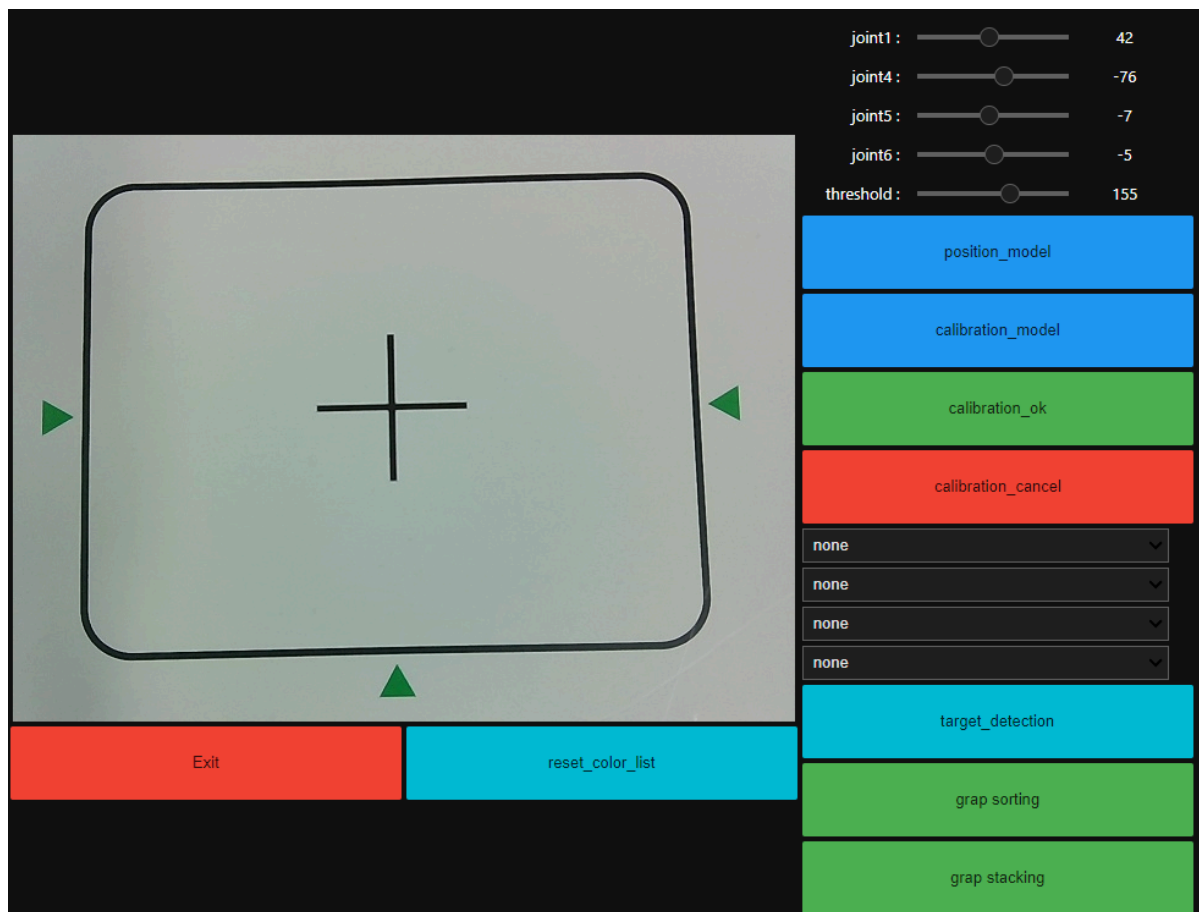 joint1 : 42
joint4 : -76
joint5 : -7
joint6 : -5
threshold : 155
position_model
calibration_model
calibration_ok
calibration_cancel
none
none
none
none
target_detection
Exit
reset_color_list
grap sorting
grap stacking